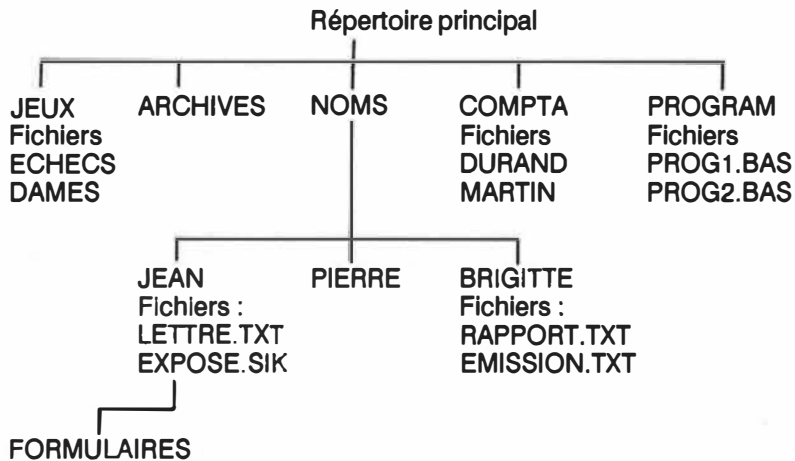 Répertoire principal
JEUX
Fichiers
ECHECS
DAMES
ARCHIVES
NOMS
COMPTA
Fichiers
DURAND
MARTIN
PROGRAM
Fichiers
PROG1.BAS
PROG2.BAS
JEAN
Fichiers :
LETTRE.TXT
EXPOSE.SIK
PIERRE
BRIGITTE
Fichiers :
RAPPORT.TXT
EMISSION.TXT
FORMULAIRES